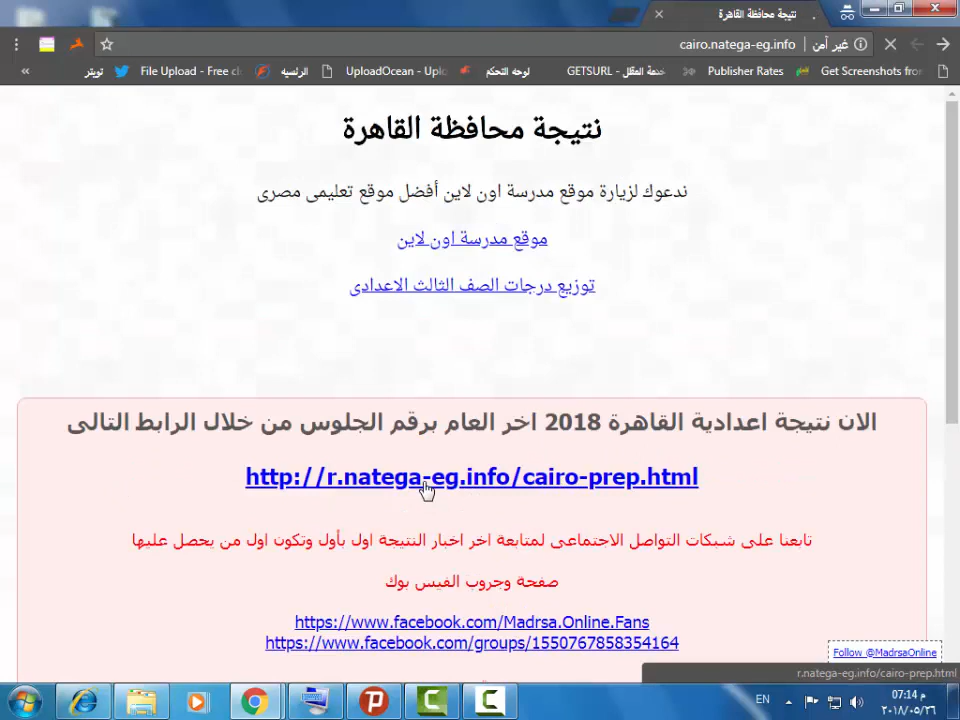 نتيجة محافظة القاهرة
cairo.natega-eg.info | غير آمن
تويتر
File Upload - Free
الرئسيه
UploadOcean - Uplo
لوحه التحكم
GETSURL - خدمة المقلل
Publisher Rates
Get Screenshots from
نتيجة محافظة القاهرة
ندعوك لزيارة موقع مدرسة اون لاين أفضل موقع تعليمى مصرى
موقع مدرسة اون لاين
توزيع درجات الصف الثالث الاعدادى
الان نتيجة اعدادية القاهرة 2018 اخر العام برقم الجلوس من خلال الرابط التالى
http://r.natega-eg.info/cairo-prep.html
تابعنا على شبكات التواصل الاجتماعى لمتابعة اخر اخبار النتيجة اول بأول وتكون اول من يحصل عليها
صفحة وجروب الفيس بوك
https://www.facebook.com/Madrsa.Online.Fans
https://www.facebook.com/groups/1550767858354164
Follow @MadrsaOnline
r.natega-eg.info/cairo-prep.html
EN
07:14 م
٢٠١٨/٠٥/٢٦